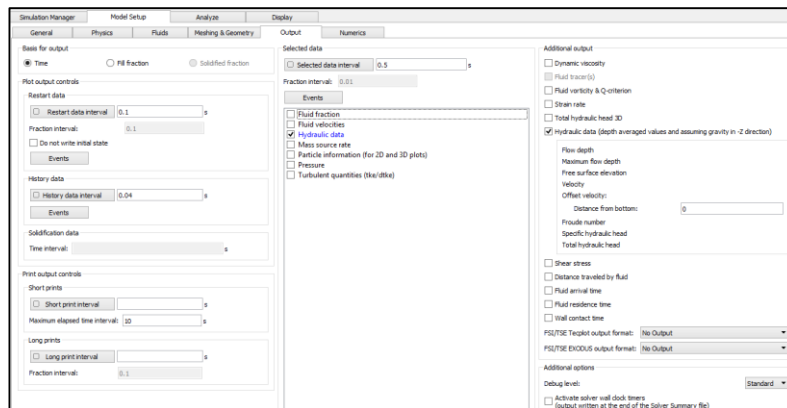 Simulation Manager Model Setup Analyze Display
General Physics Fluids Meshing & Geometry Output Numerics
Basis for output
Time Fill fraction Solidified fraction
Plot output controls
Restart data
Restart data interval 0.1 s
Fraction interval: 0.1
Do not write initial state
Events
History data
History data interval 0.04 s
Events
Solidification data
Time interval: s
Print output controls
Short prints
Short print interval s
Maximum elapsed time interval: 10 s
Long prints
Long print interval s
Fraction interval: 0.1
Selected data
Selected data interval 0.5 s
Fraction interval: 0.01
Events
Fluid fraction
Fluid velocities
Hydraulic data
Mass source rate
Particle information (for 2D and 3D plots)
Pressure
Turbulent quantities (tke/dtke)
Additional output
Dynamic viscosity
Fluid tracer(s)
Fluid vorticity & Q-criterion
Strain rate
Total hydraulic head 3D
Hydraulic data (depth averaged values and assuming gravity in -Z direction)
Flow depth
Maximum flow depth
Free surface elevation
Velocity
Offset velocity:
Distance from bottom: 0
Froude number
Specific hydraulic head
Total hydraulic head
Shear stress
Distance traveled by fluid
Fluid arrival time
Fluid residence time
Wall contact time
FSI/TSE Tecplot output format: No Output
FSI/TSE EXODUS output format: No Output
Additional options
Debug level: Standard
Activate solver wall clock timers
(output written at the end of the Solver Summary file)